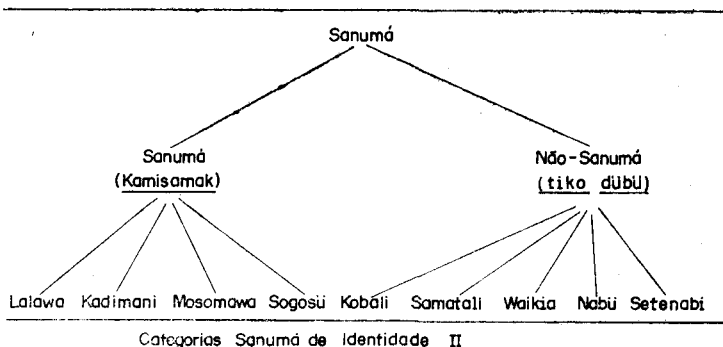 Sanumá
Sanumá Não-Sanumá
(Kamisamak) (tiko dübü)
Lalawa Kadimani Mosomawa Sogosü Kobali Samatali Waikia Nabü Setenabi
Categorias Sanumá de Identidade II